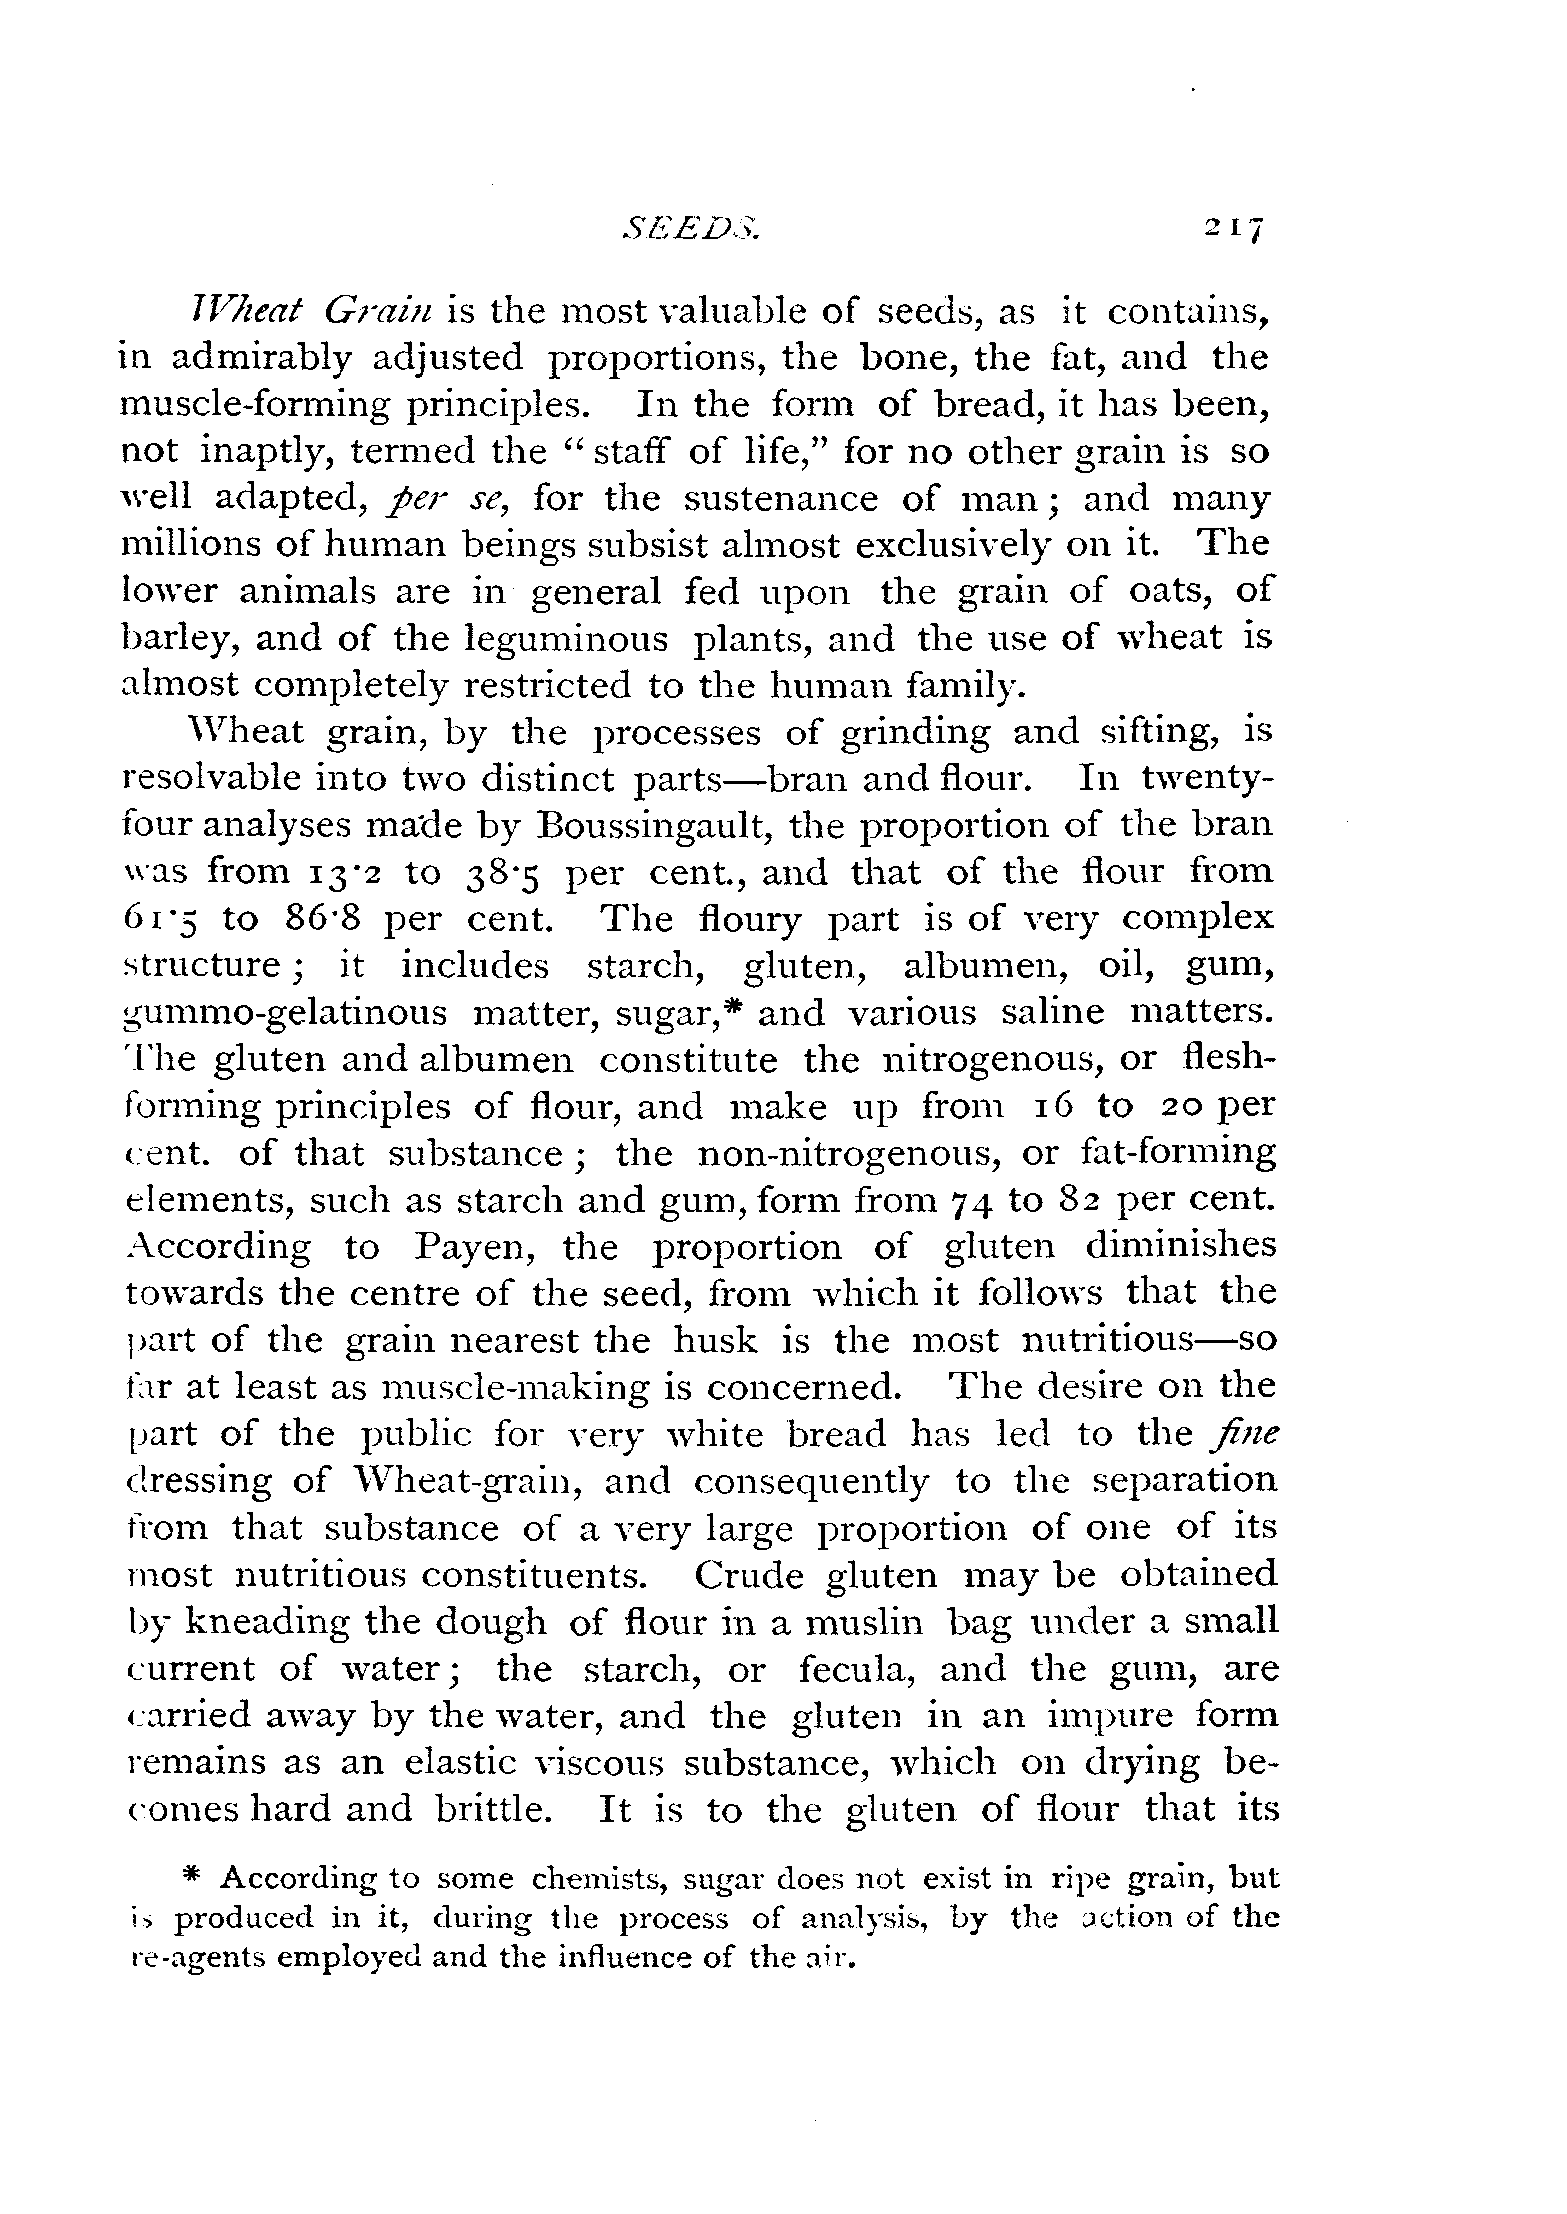 SEEDS. 217
Wheat Grain is the most valuable of seeds, as it contains,
in admirably adjusted proportions, the bone, the fat, and the
muscle-forming principles. In the form of bread, it has been,
not inaptly, termed the “ staff of life,” for no other grain is so
well adapted, per se, for the sustenance of man ; and many
millions of human beings subsist almost exclusively on it. The
lower animals are in general fed upon the grain of oats, of
barley, and of the leguminous plants, and the use of wheat is
almost completely restricted to the human family.
Wheat grain, by the processes of grinding and sifting, is
resolvable into two distinct parts—bran and flour. In twenty-
four analyses made by Boussingault, the proportion of the bran
was from 13·2 to 38·5 per cent., and that of the flour from
61·5 to 86·8 per cent. The floury part is of very complex
structure ; it includes starch, gluten, albumen, oil, gum,
gummo-gelatinous matter, sugar,* and various saline matters.
The gluten and albumen constitute the nitrogenous, or flesh-
forming principles of flour, and make up from 16 to 20 per
cent. of that substance ; the non-nitrogenous, or fat-forming
elements, such as starch and gum, form from 74 to 82 per cent.
According to Payen, the proportion of gluten diminishes
towards the centre of the seed, from which it follows that the
part of the grain nearest the husk is the most nutritious—so
far at least as muscle-making is concerned. The desire on the
part of the public for very white bread has led to the fine
dressing of Wheat-grain, and consequently to the separation
from that substance of a very large proportion of one of its
most nutritious constituents. Crude gluten may be obtained
by kneading the dough of flour in a muslin bag under a small
current of water ; the starch, or fecula, and the gum, are
carried away by the water, and the gluten in an impure form
remains as an elastic viscous substance, which on drying be-
comes hard and brittle. It is to the gluten of flour that its
* According to some chemists, sugar does not exist in ripe grain, but
is produced in it, during the process of analysis, by the action of the
re-agents employed and the influence of the air.